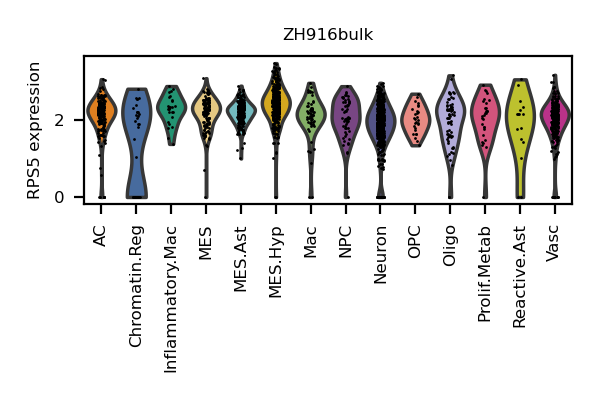 ZH916bulk
RPS5 expression
2
0
AC
Chromatin.Reg
Inflammatory.Mac
MES
MES.Ast
MES.Hyp
Mac
NPC
Neuron
OPC
Oligo
Prolif.Metab
Reactive.Ast
Vasc